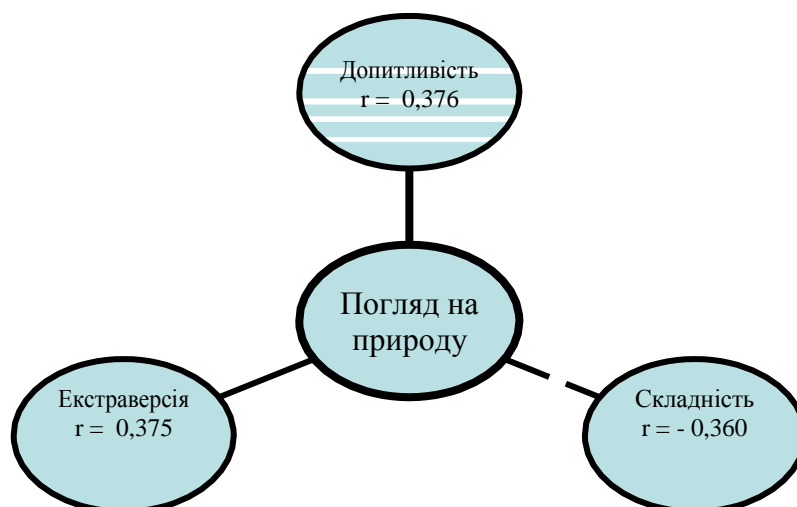 Допитливість
r = 0,376
Погляд на
природу
Екстраверсія
r = 0,375
Складність
r = - 0,360